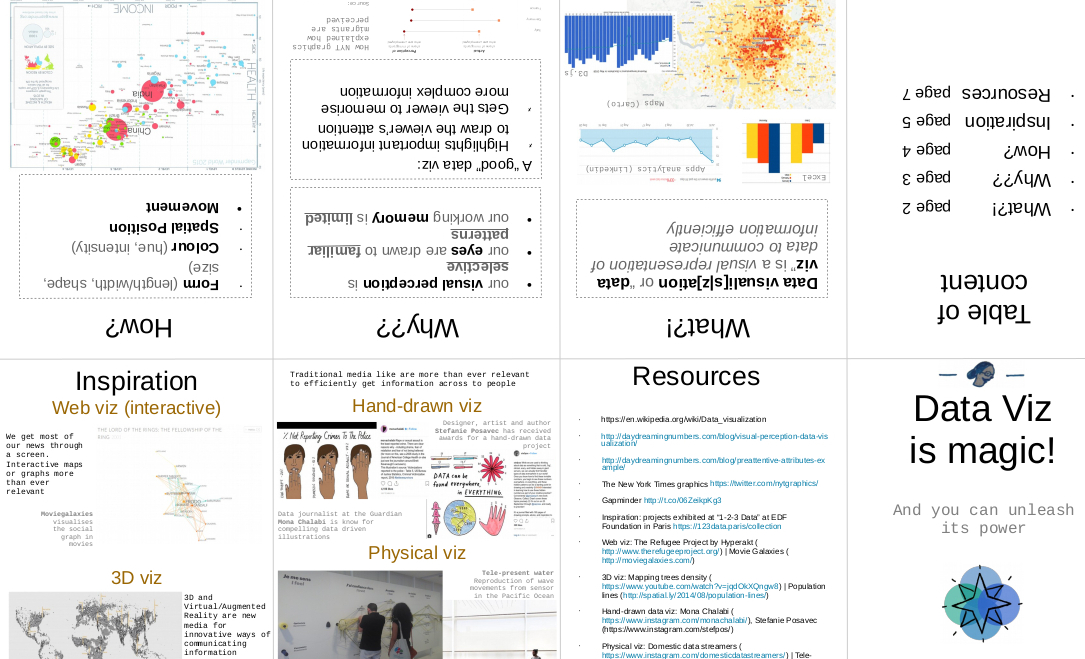 Data Viz
is magic!
And you can unleash
its power
Table of
content
What?! page 2
Why?? page 3
How? page 4
Inspiration page 5
Resources page 7
What?!
Data visuali[s|z]ation or “data
viz” is a visual representation of
data to communicate
information efficiently
Excel
Apps analytics (Linkedin)
Maps (Carto)
D3.js
Why??
our visual perception is
selective
our eyes are drawn to familiar
patterns
our working memory is limited
A “good” data viz:
Highlights important information
to draw the viewer's attention
Gets the viewer to memorise
more complex information
How NYT graphics
explained how
migrants are
perceived
How?
Form (length/width, shape,
size)
Colour (hue, intensity)
Spatial Position
Movement
Gapminder World 2015
China
India
HEALTH
INCOME
Inspiration
Web viz (interactive)
We get most of
our news through
a screen.
Interactive maps
or graphs more
than ever
relevant
THE LORD OF THE RINGS: THE FELLOWSHIP OF THE
RING
Moviegalaxies
visualises
the social
graph in
movies
3D viz
3D and
Virtual/Augmented
Reality are new
media for
innovative ways of
communicating
information
Traditional media like are more than ever relevant
to efficiently get information across to people
Hand-drawn viz
Designer, artist and author
Stefanie Posavec has received
awards for a hand-drawn data
project
% Not Reporting Crimes To The Police
DATA can be
found everywhere,
in EVERYTHING.
Data journalist at the Guardian
Mona Chalabi is know for
compelling data driven
illustrations
Physical viz
Tele-present water
Reproduction of wave
movements from sensor
in the Pacific Ocean
Resources
https://en.wikipedia.org/wiki/Data_visualization
http://daydreamingnumbers.com/blog/visual-perception-data-vis
ualization/
http://daydreamingnumbers.com/blog/preattentive-attributes-ex
ample/
The New York Times graphics https://twitter.com/nytgraphics/
Gapminder http://t.co/06ZeikpKg3
Inspiration: projects exhibited at “1-2-3 Data” at EDF
Foundation in Paris https://123data.paris/collection
Web viz: The Refugee Project by Hyperakt (
http://www.therefugeeproject.org/) | Movie Galaxies (
http://moviegalaxies.com/)
3D viz: Mapping trees density (
https://www.youtube.com/watch?v=jqdOkXQngw8) | Population
lines (http://spatial.ly/2014/08/population-lines/)
Hand-drawn data viz: Mona Chalabi (
https://www.instagram.com/monachalabi/), Stefanie Posavec
(https://www.instagram.com/stefpos/)
Physical viz: Domestic data streamers (
https://www.instagram.com/domesticdatastreamers/) | Tele-